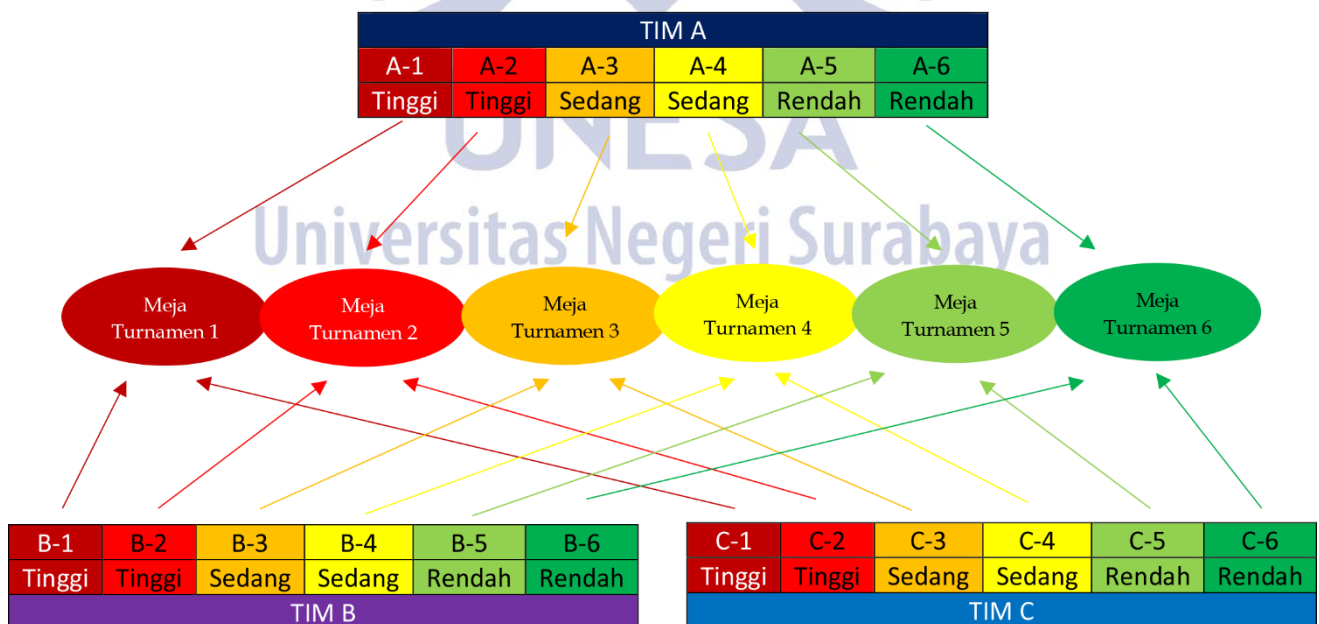 TIM A
A-1 A-2 A-3 A-4 A-5 A-6
Tinggi Tinggi Sedang Sedang Rendah Rendah
UNESA
Universitas Negeri Surabaya
Meja
Turnamen 1
Meja
Turnamen 2
Meja
Turnamen 3
Meja
Turnamen 4
Meja
Turnamen 5
Meja
Turnamen 6
B-1 B-2 B-3 B-4 B-5 B-6
Tinggi Tinggi Sedang Sedang Rendah Rendah
TIM B
C-1 C-2 C-3 C-4 C-5 C-6
Tinggi Tinggi Sedang Sedang Rendah Rendah
TIM C